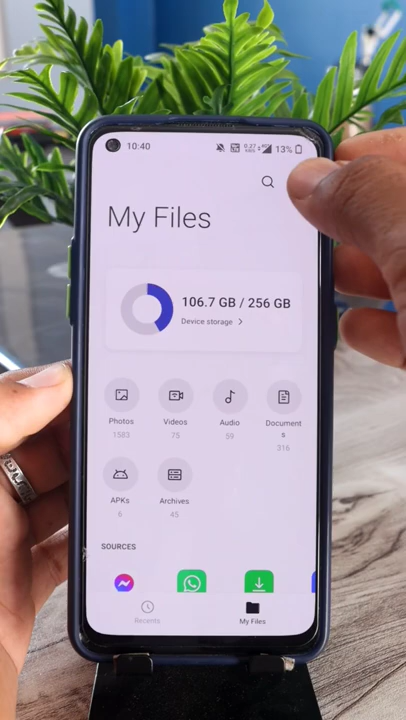 10:40
13%
My Files
106.7 GB / 256 GB
Device storage
Photos
1583
Videos
75
Audio
59
Document
s
316
APKs
6
Archives
45
SOURCES
Recents
My Files